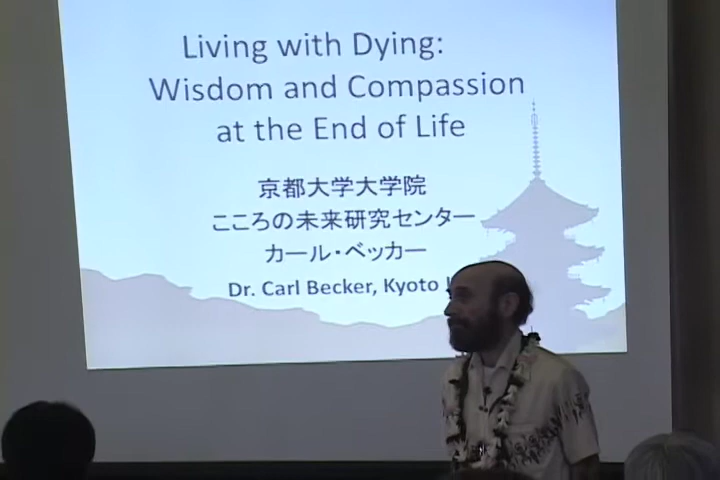 Living with Dying:
Wisdom and Compassion
at the End of Life
京都大学大学院
こころの未来研究センター
カール・ベッカー
Dr. Carl Becker, Kyoto